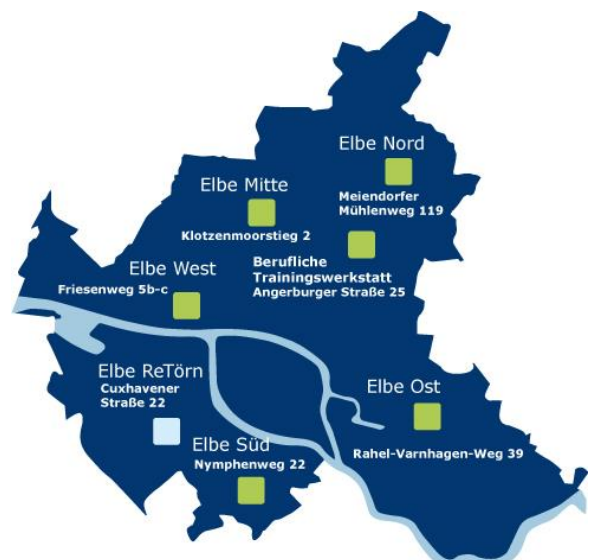 Elbe Nord
Meiendorfer
Mühlenweg 119
Elbe Mitte
Klotzenmoorstieg 2
Berufliche
Trainingswerkstatt
Angerburger Straße 25
Elbe West
Friesenweg 5b-c
Elbe ReTörn
Cuxhavener
Straße 22
Elbe Ost
Rahel-Varnhagen-Weg 39
Elbe Süd
Nymphenweg 22